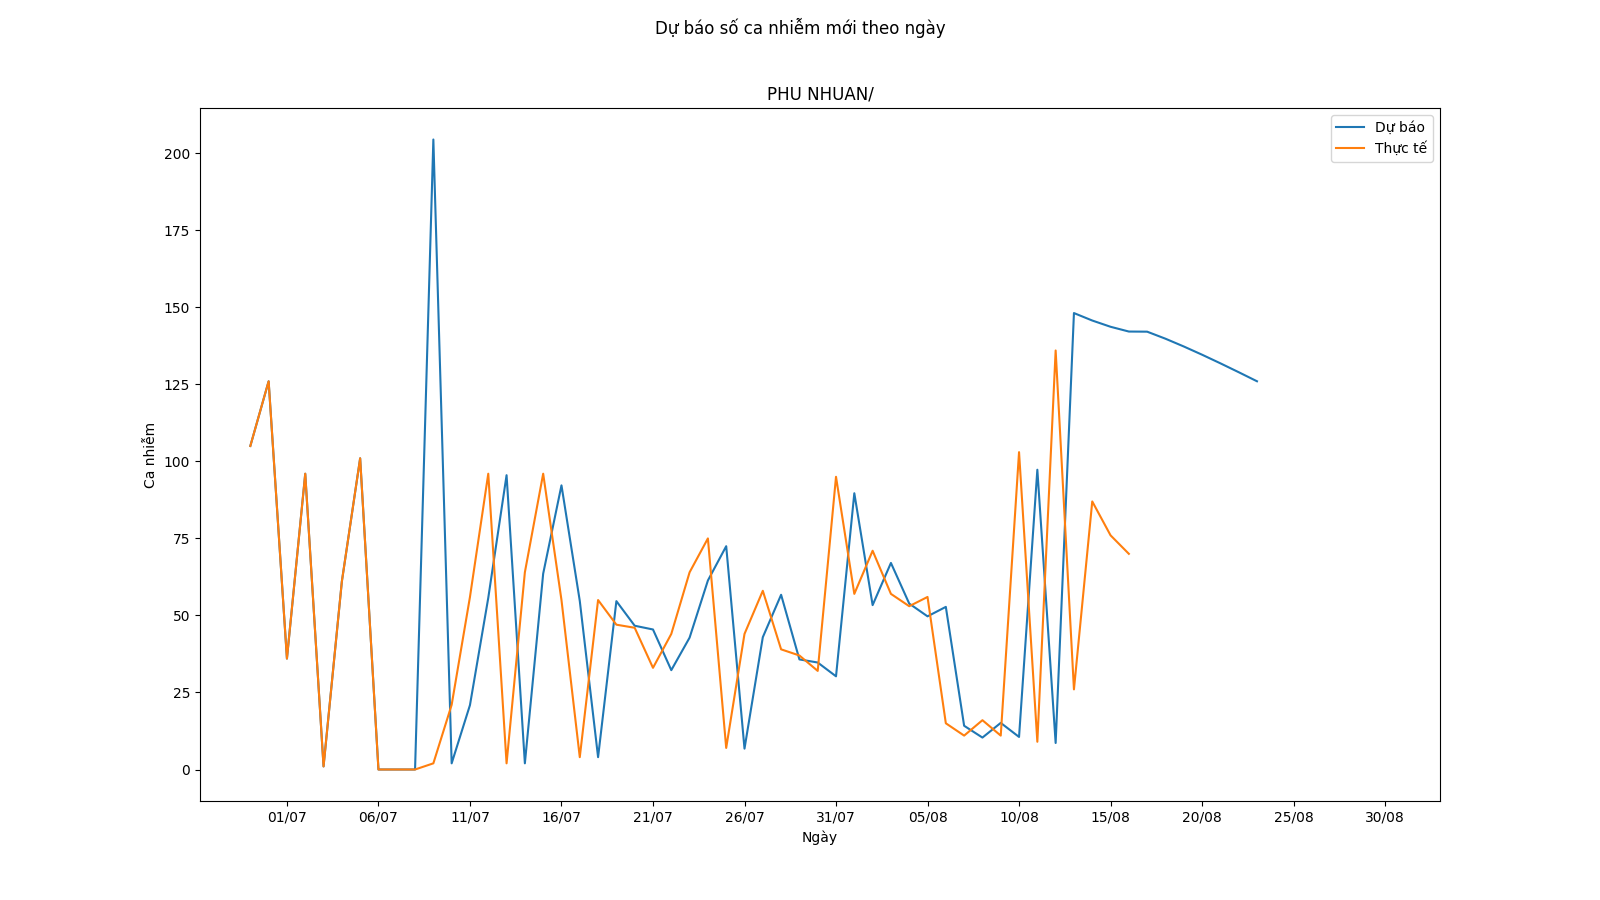 Dự báo số ca nhiễm mới theo ngày
PHU NHUAN/
Dự báo
Thực tế
200
175
150
125
100
75
50
25
0
Ca nhiễm
01/07 06/07 11/07 16/07 21/07 26/07 31/07 05/08 10/08 15/08 20/08 25/08 30/08
Ngày